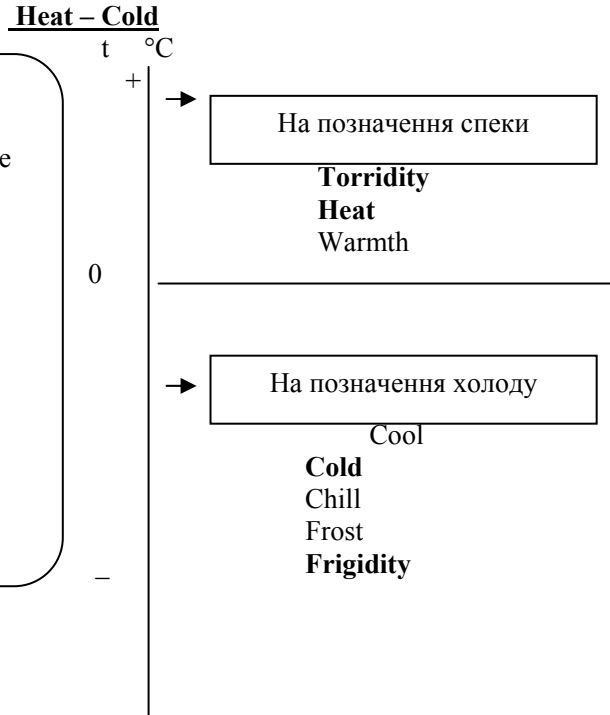 Heat – Cold
t °C
+
На позначення спеки
е
Torridity
Heat
Warmth
0
На позначення холоду
Cool
Cold
Chill
Frost
Frigidity
–